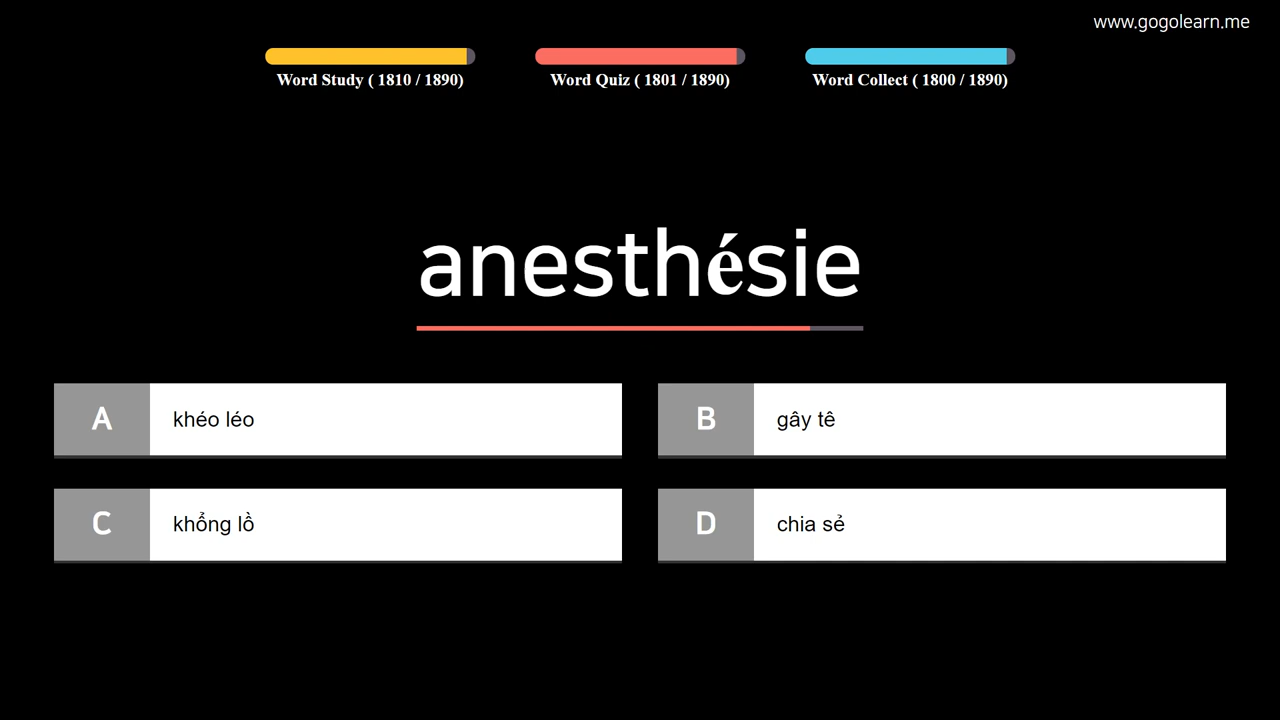 www.gogolearn.me
Word Study ( 1810 / 1890)
Word Quiz ( 1801 / 1890)
Word Collect ( 1800 / 1890)
anesthésie
A khéo léo
B gây tê
C khổng lồ
D chia sẻ